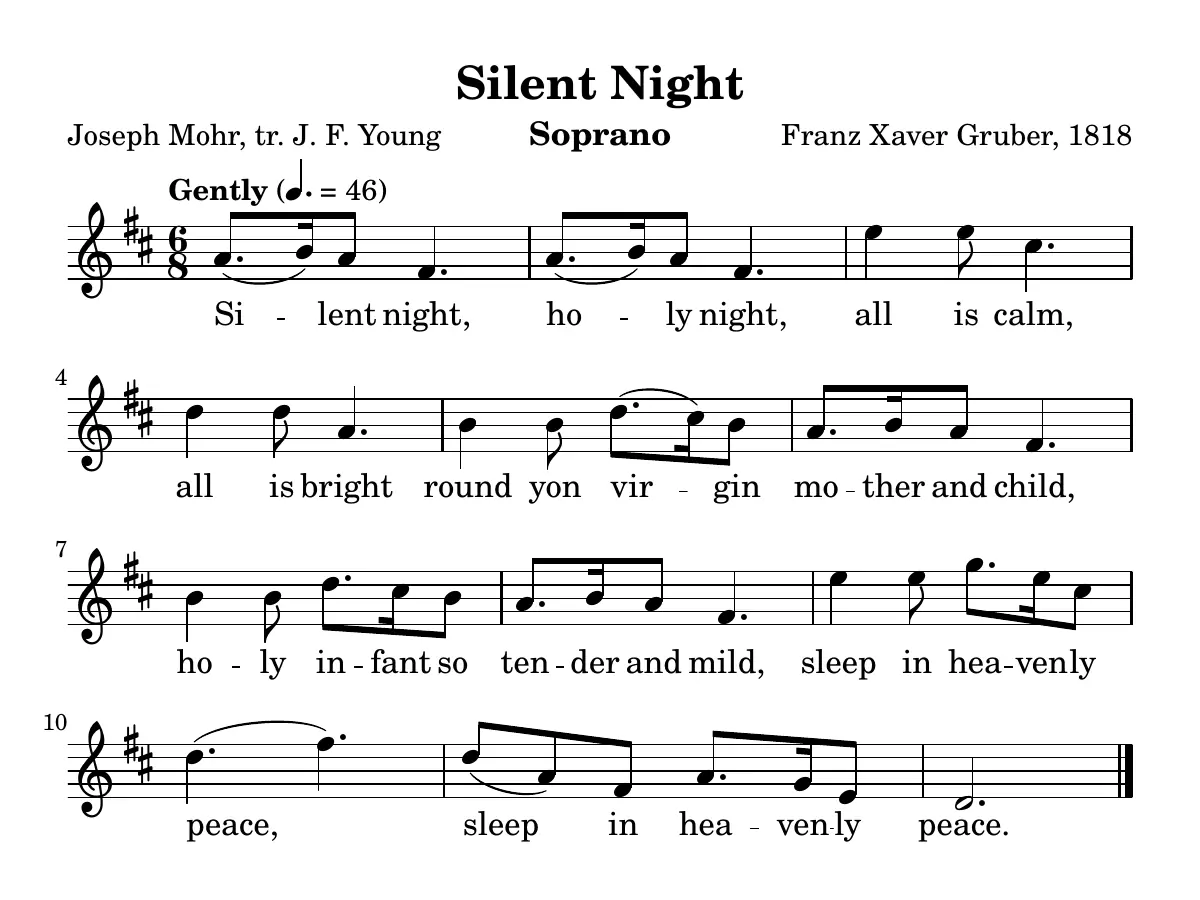 Silent Night
Joseph Mohr, tr. J. F. Young Soprano Franz Xaver Gruber, 1818
Gently (♩. = 46)
6
8
Si - lent night, ho - ly night, all is calm,
4
all is bright round yon vir - gin mo - ther and child,
7
ho - ly in - fant so ten - der and mild, sleep in hea - venly
10
peace, sleep in hea - ven - ly peace.